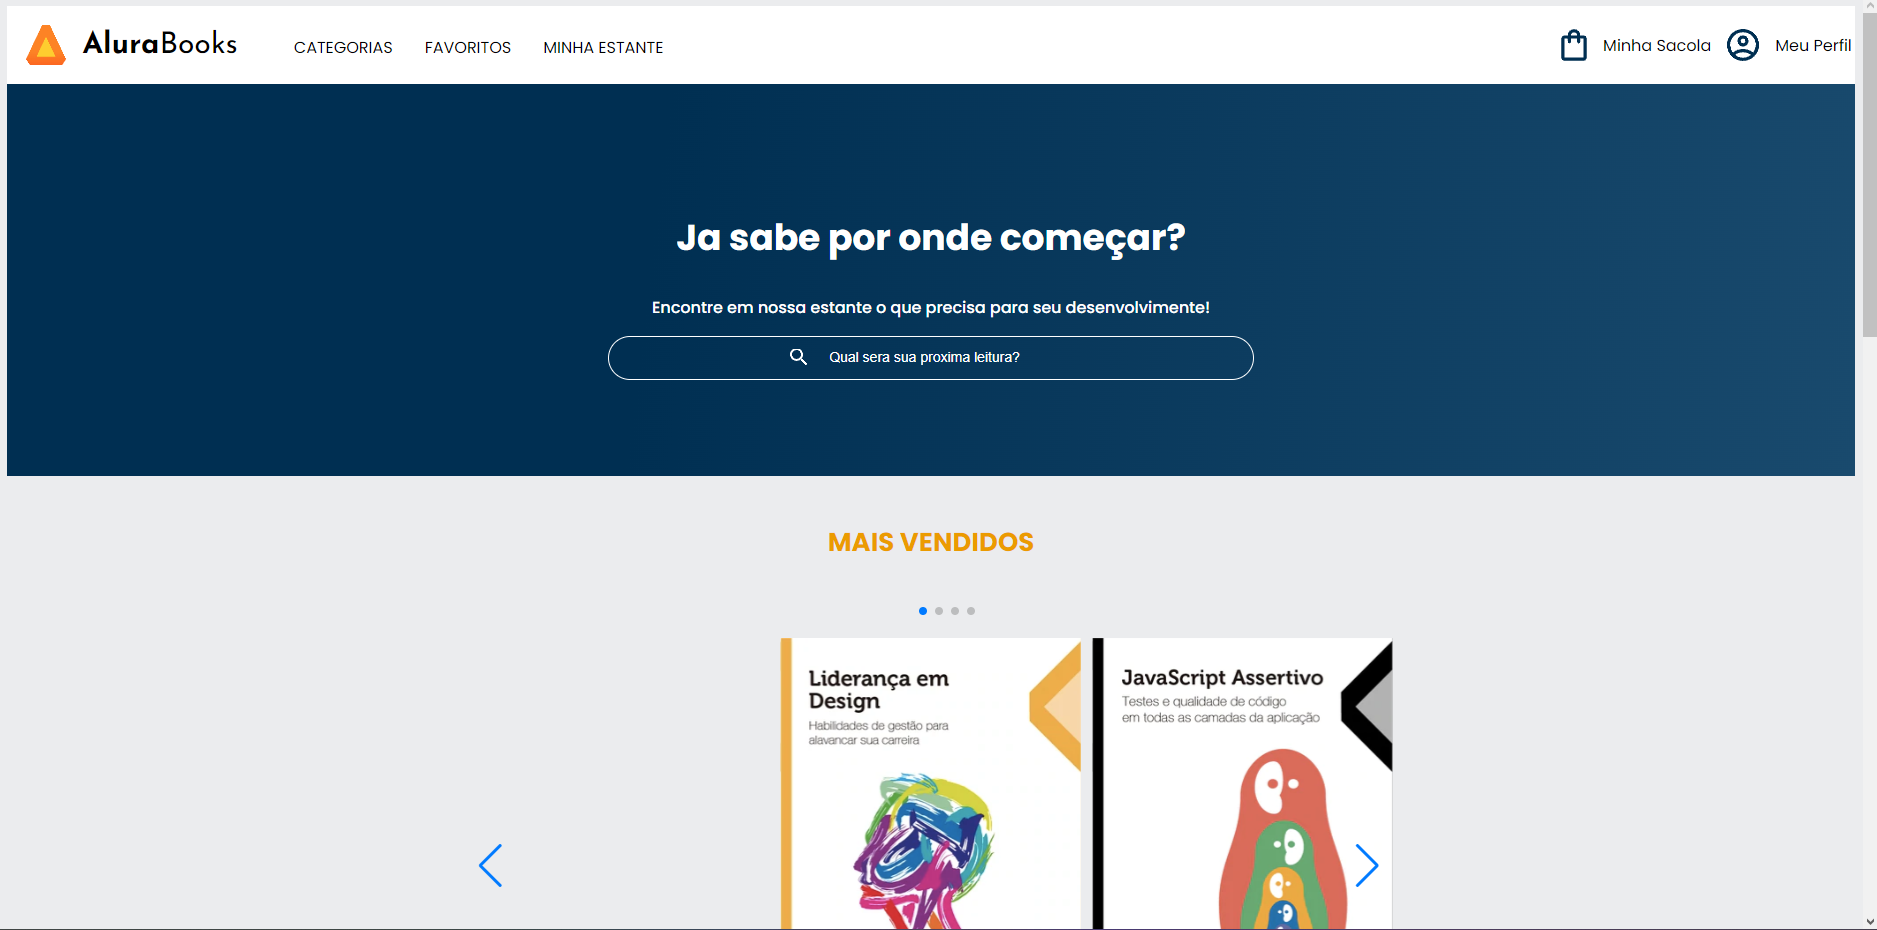 AluraBooks
CATEGORIAS
FAVORITOS
MINHA ESTANTE
Minha Sacola
Meu Perfil
Ja sabe por onde começar?
Encontre em nossa estante o que precisa para seu desenvolvimente!
Qual sera sua proxima leitura?
MAIS VENDIDOS
Liderança em
Design
Habilidades de gestão para
alavancar sua carreira
JavaScript Assertivo
Testes e qualidade de código
em todas as camadas da aplicação